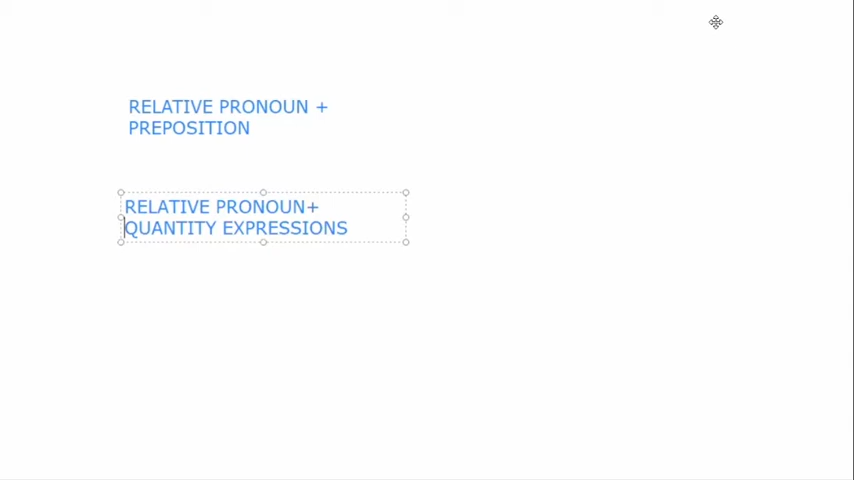 RELATIVE PRONOUN +
PREPOSITION
RELATIVE PRONOUN+
QUANTITY EXPRESSIONS